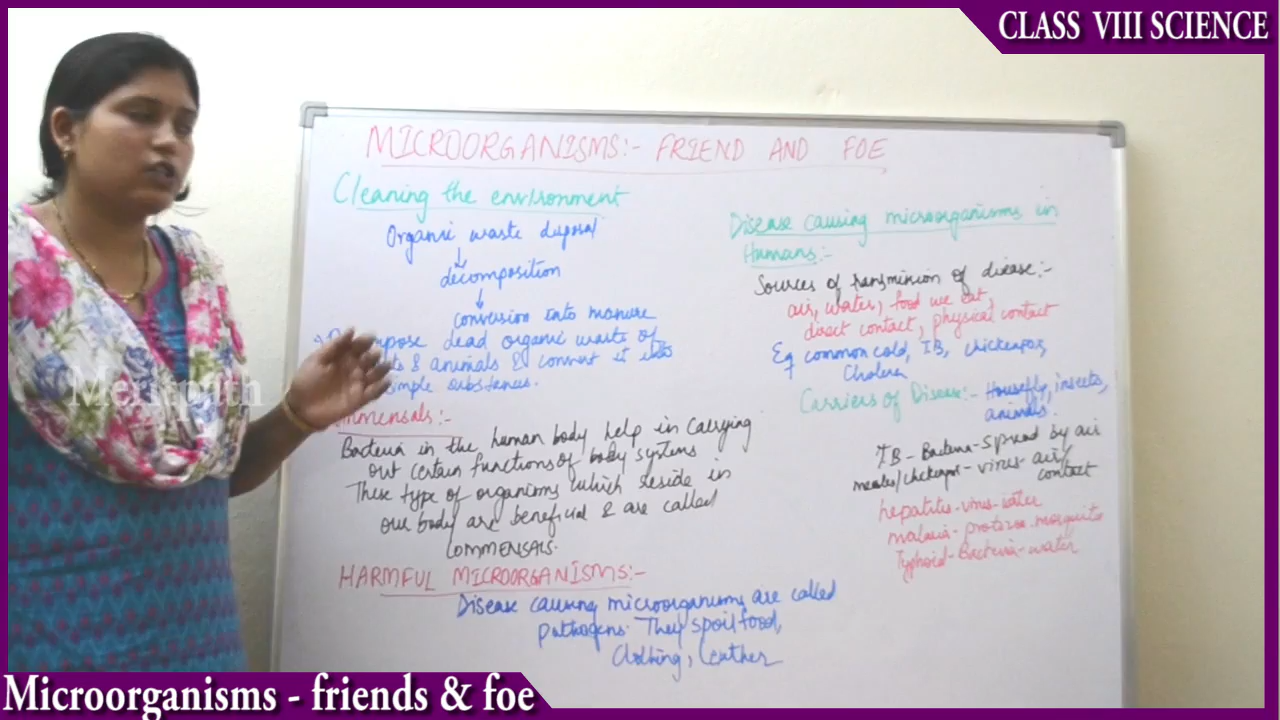 CLASS VIII SCIENCE
MICROORGANISMS:- FRIEND AND FOE
Cleaning the environment
Organic waste disposal
↓
decomposition
↓
conversion into manure
dead organic waste of
& animals & convert it into
simple substances.
Bacteria in the human body help in carrying
out certain functions of body systems
These type of organisms which reside in
our body are beneficial & are called
COMMENSALS.
HARMFUL MICROORGANISMS:-
Disease causing microorganisms are called
pathogens. They spoil food,
clothing, leather
Disease causing microorganisms in
Humans:-
Sources of transmission of disease:-
air, water, food we eat,
direct contact, physical contact
Eg common cold, TB, chickenpox,
Cholera
Carriers of Disease:- Housefly, insects,
animals.
TB - Bacteria - Spread by air
measles/chickenpox - virus - air/
contact
hepatitis - virus - water
malaria - protozoa - mosquito
Typhoid - Bacteria - water
Meritpath
Microorganisms - friends & foe